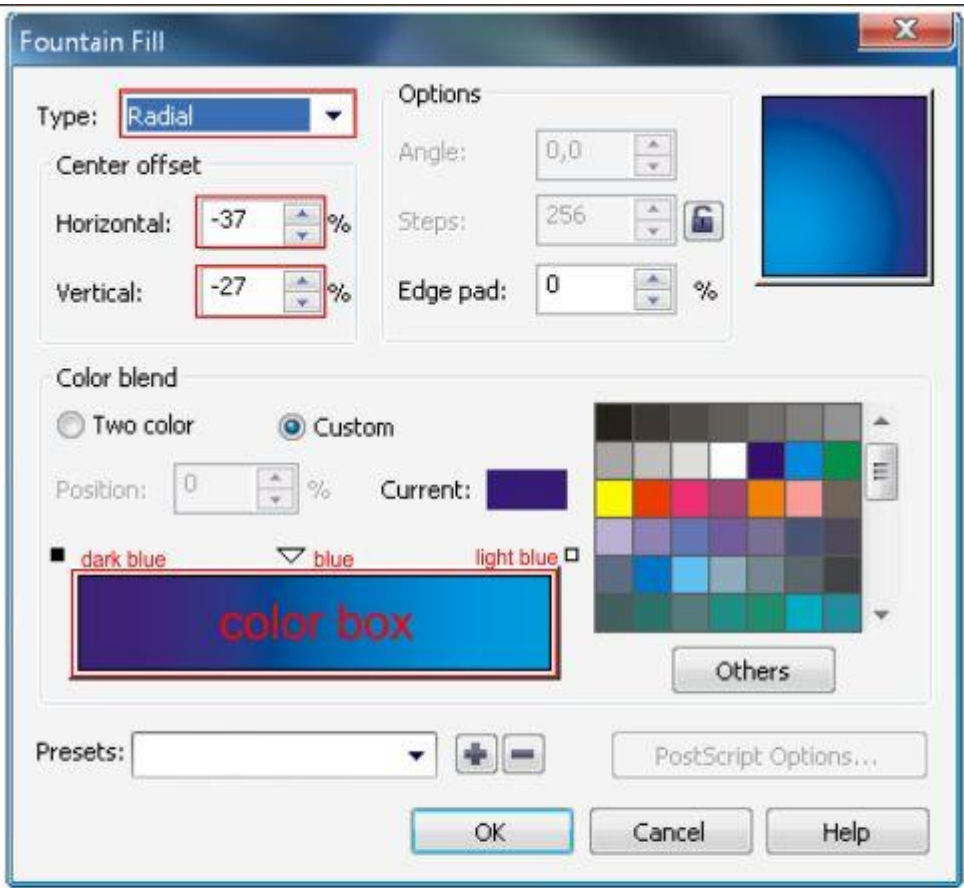 Fountain Fill
X
Type: Radial
Center offset
Horizontal: -37 %
Vertical: -27 %
Options
Angle: 0,0
Steps: 256
Edge pad: 0 %
Color blend
Two color
Custom
Position: 0 %
Current:
dark blue
blue
light blue
color box
Others
Presets:
PostScript Options...
OK
Cancel
Help